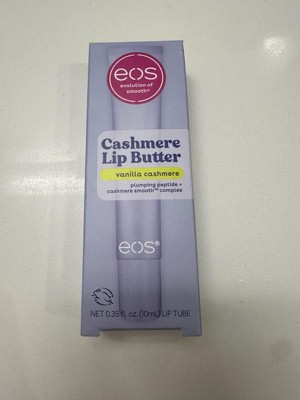 eos
evolution of
smooth®
Cashmere
Lip Butter
vanilla cashmere
plumping peptide +
cashmere smooth™ complex
eos®
NET 0.35 fl. oz. (10mL) LIP TUBE